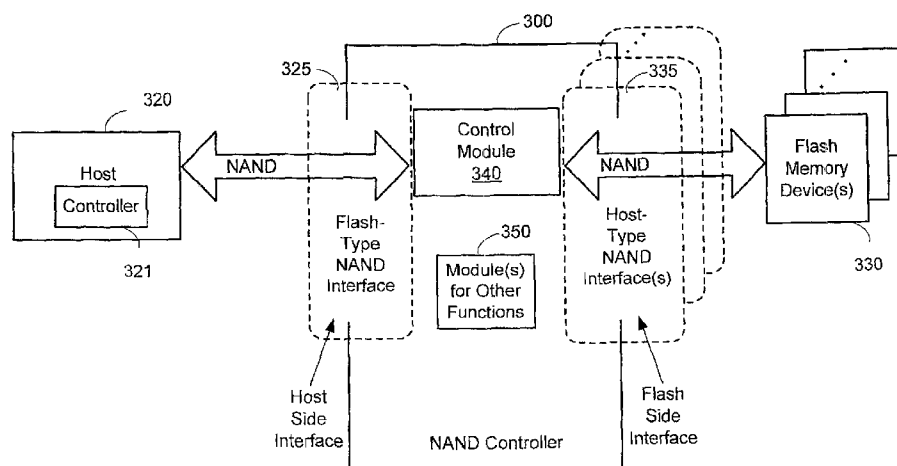 300
325
335
320
Control
Module
340
NAND
NAND
Host
Controller
Flash
Memory
Device(s)
321
Flash-
Type
NAND
Interface
350
Module(s)
for Other
Functions
Host-
Type
NAND
Interface(s)
330
Host
Side
Interface
Flash
Side
Interface
NAND Controller